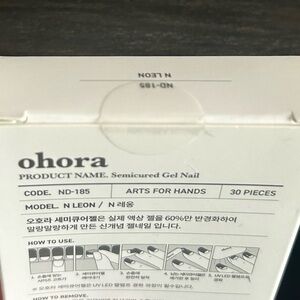 N LEON
ND-185
ohora
PRODUCT NAME. Semicured Gel Nail
CODE. ND-185 ARTS FOR HANDS 30 PIECES
MODEL. N LEON / N 레옹
오호라 세미큐어젤은 실제 액상 젤을 60%만 반경화하여
말랑말랑하게 만든 신개념 젤네일 입니다.
HOW TO USE.
HOW TO REMOVE.